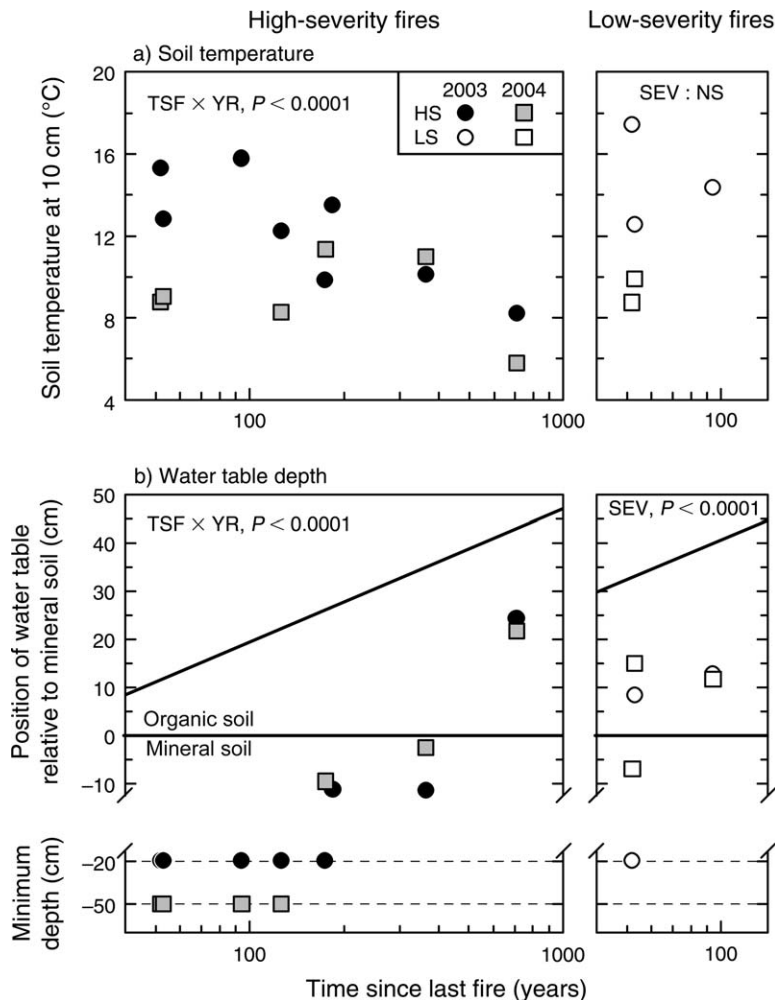 High-severity fires
Low-severity fires
a) Soil temperature
Soil temperature at 10 cm (°C)
20
16
12
8
4
TSF × YR, P < 0.0001
2003 2004
HS
LS
SEV : NS
100 1000
100
b) Water table depth
Position of water table
relative to mineral soil (cm)
50
40
30
20
10
0
–10
TSF × YR, P < 0.0001
Organic soil
Mineral soil
SEV, P < 0.0001
Minimum
depth (cm)
–20
–50
100 1000
100
Time since last fire (years)